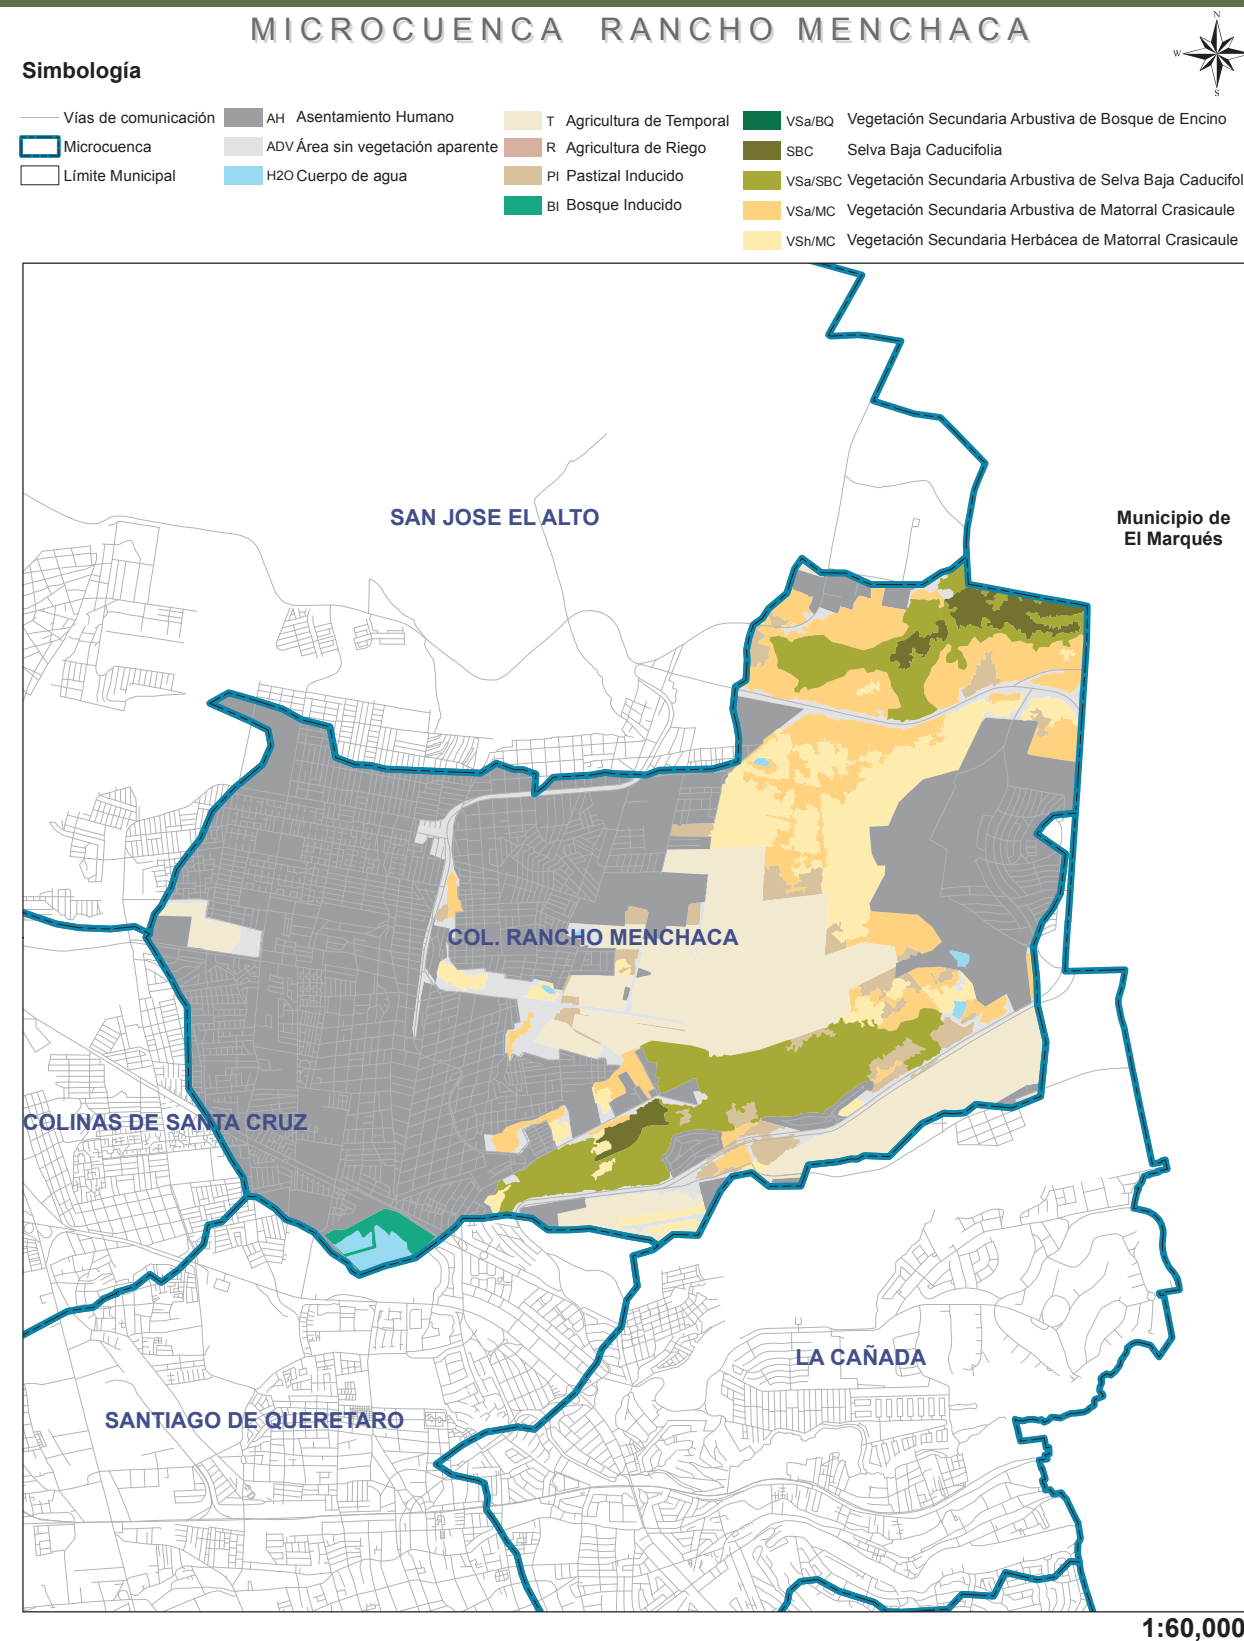 MICROCUENCA RANCHO MENCHACA
N
W
S
Simbología
Vías de comunicación
Microcuenca
Límite Municipal
AH Asentamiento Humano
ADV Área sin vegetación aparente
H2O Cuerpo de agua
T Agricultura de Temporal
R Agricultura de Riego
PI Pastizal Inducido
BI Bosque Inducido
VSa/BQ Vegetación Secundaria Arbustiva de Bosque de Encino
SBC Selva Baja Caducifolia
VSa/SBC Vegetación Secundaria Arbustiva de Selva Baja Caducifol
VSa/MC Vegetación Secundaria Arbustiva de Matorral Crasicaule
VSh/MC Vegetación Secundaria Herbácea de Matorral Crasicaule
SAN JOSE EL ALTO
Municipio de
El Marqués
COL. RANCHO MENCHACA
COLINAS DE SANTA CRUZ
LA CAÑADA
SANTIAGO DE QUERETARO
1:60,000